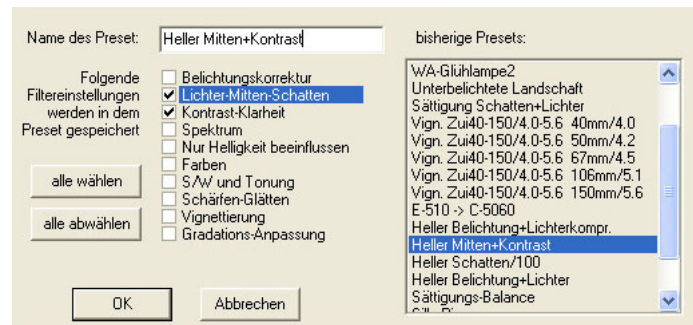 Name des Preset:
Heller Mitten+Kontrast
Folgende
Filtereinstellungen
werden in dem
Preset gespeichert
Belichtungskorrektur
Lichter-Mitten-Schatten
Kontrast-Klarheit
Spektrum
Nur Helligkeit beeinflussen
Farben
S/W und Tonung
Schärfen-Glätten
Vignettierung
Gradations-Anpassung
alle wählen
alle abwählen
OK
Abbrechen
bisherige Presets:
WA-Glühlampe2
Unterbelichtete Landschaft
Sättigung Schatten+Lichter
Vign. Zui40-150/4.0-5.6 40mm/4.0
Vign. Zui40-150/4.0-5.6 50mm/4.2
Vign. Zui40-150/4.0-5.6 67mm/4.5
Vign. Zui40-150/4.0-5.6 106mm/5.1
Vign. Zui40-150/4.0-5.6 150mm/5.6
E-510 -> C-5060
Heller Belichtung+Lichterkompr.
Heller Mitten+Kontrast
Heller Schatten/100
Heller Belichtung+Lichter
Sättigungs-Balance